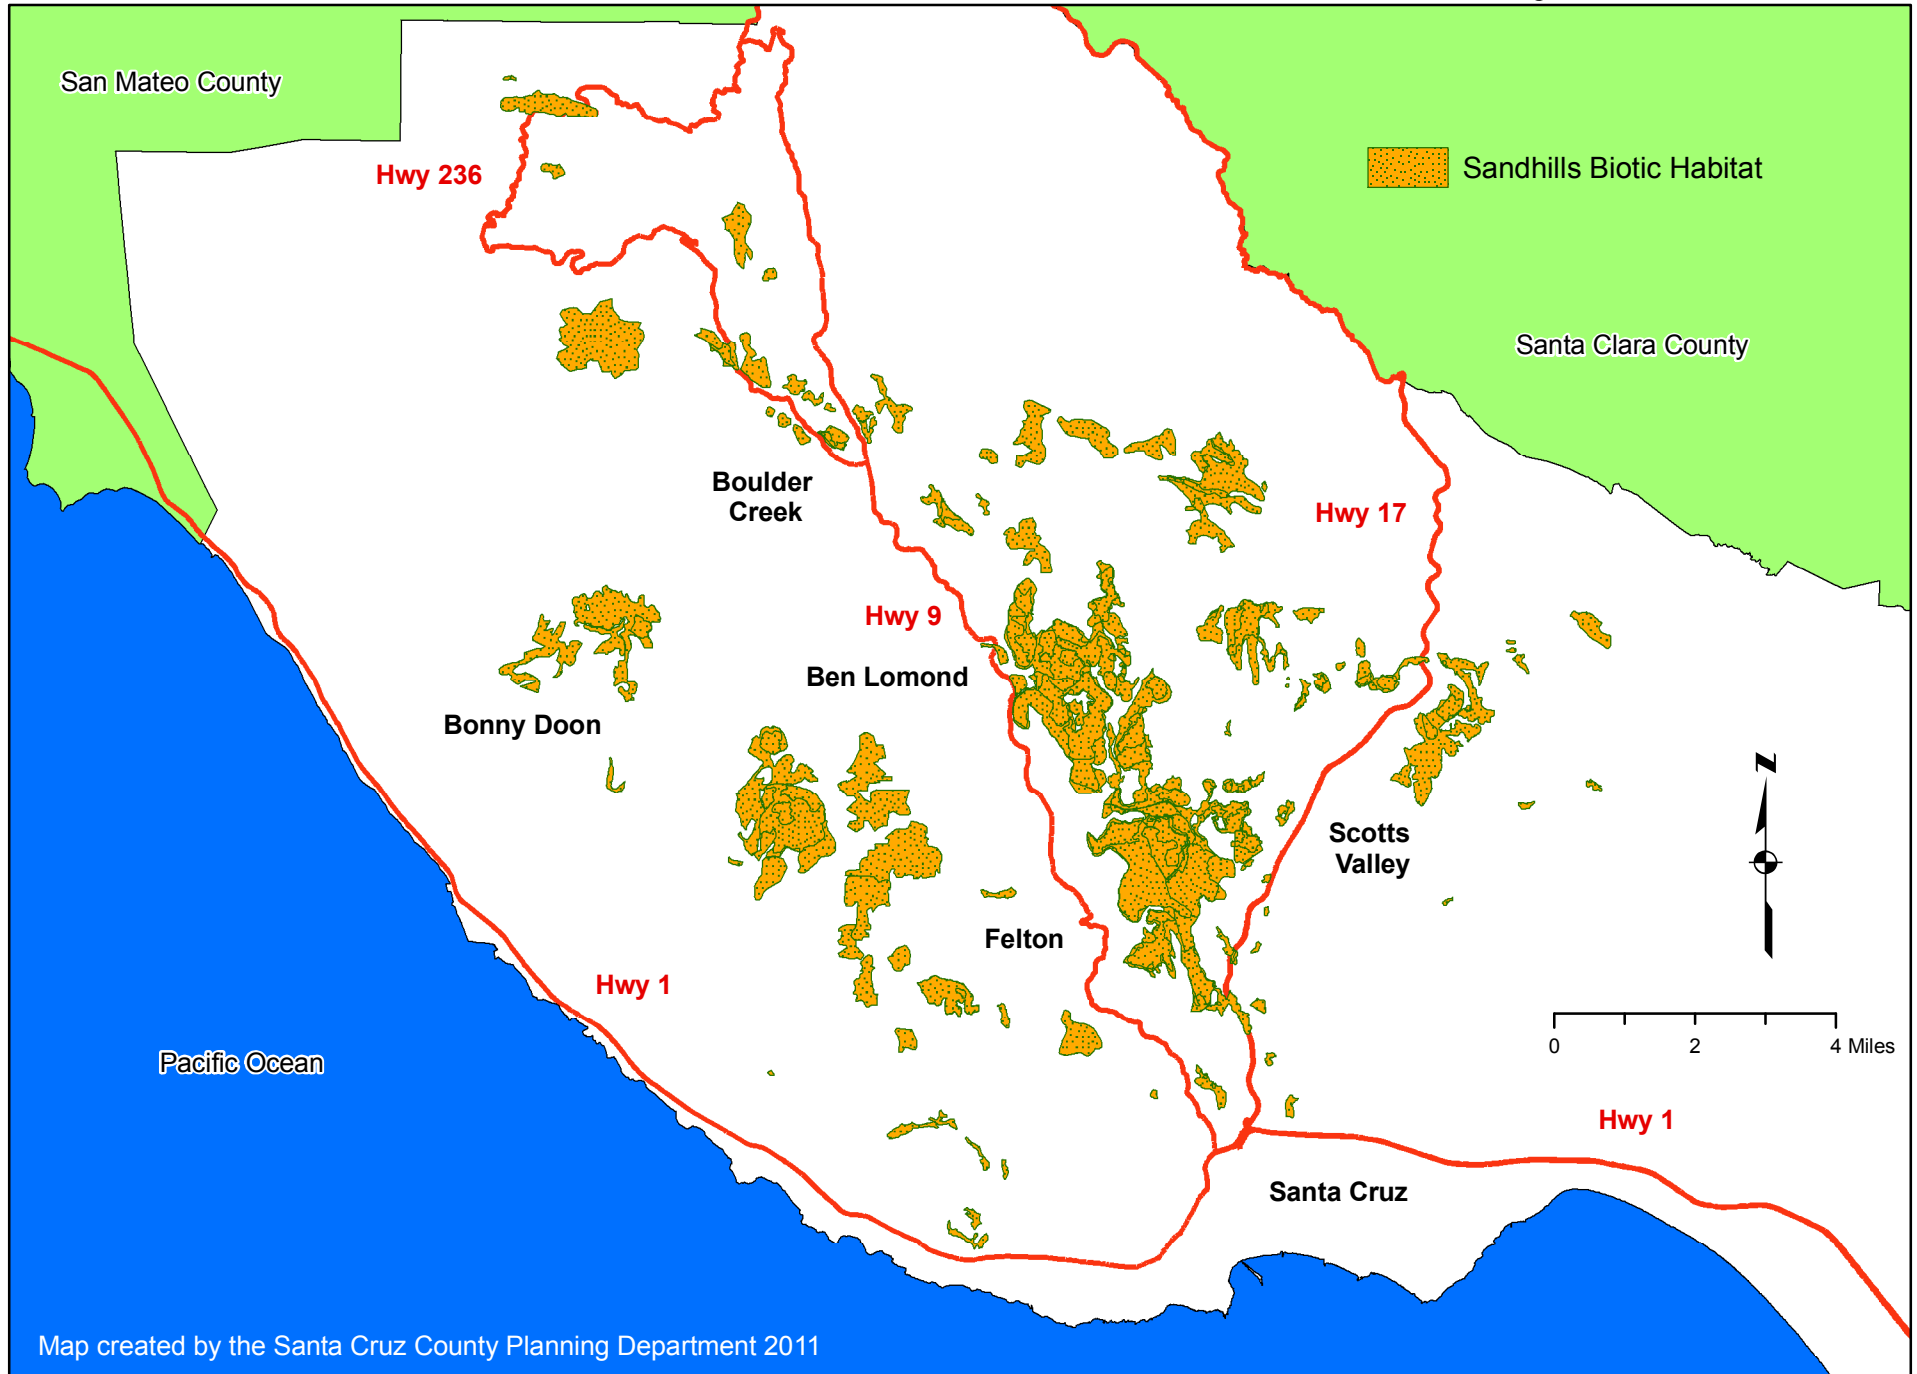 San Mateo County
Hwy 236
Sandhills Biotic Habitat
Santa Clara County
Boulder
Creek
Hwy 17
Hwy 9
Ben Lomond
Bonny Doon
N
Scotts
Valley
Felton
Hwy 1
Pacific Ocean
0 2 4 Miles
Hwy 1
Santa Cruz
Map created by the Santa Cruz County Planning Department 2011